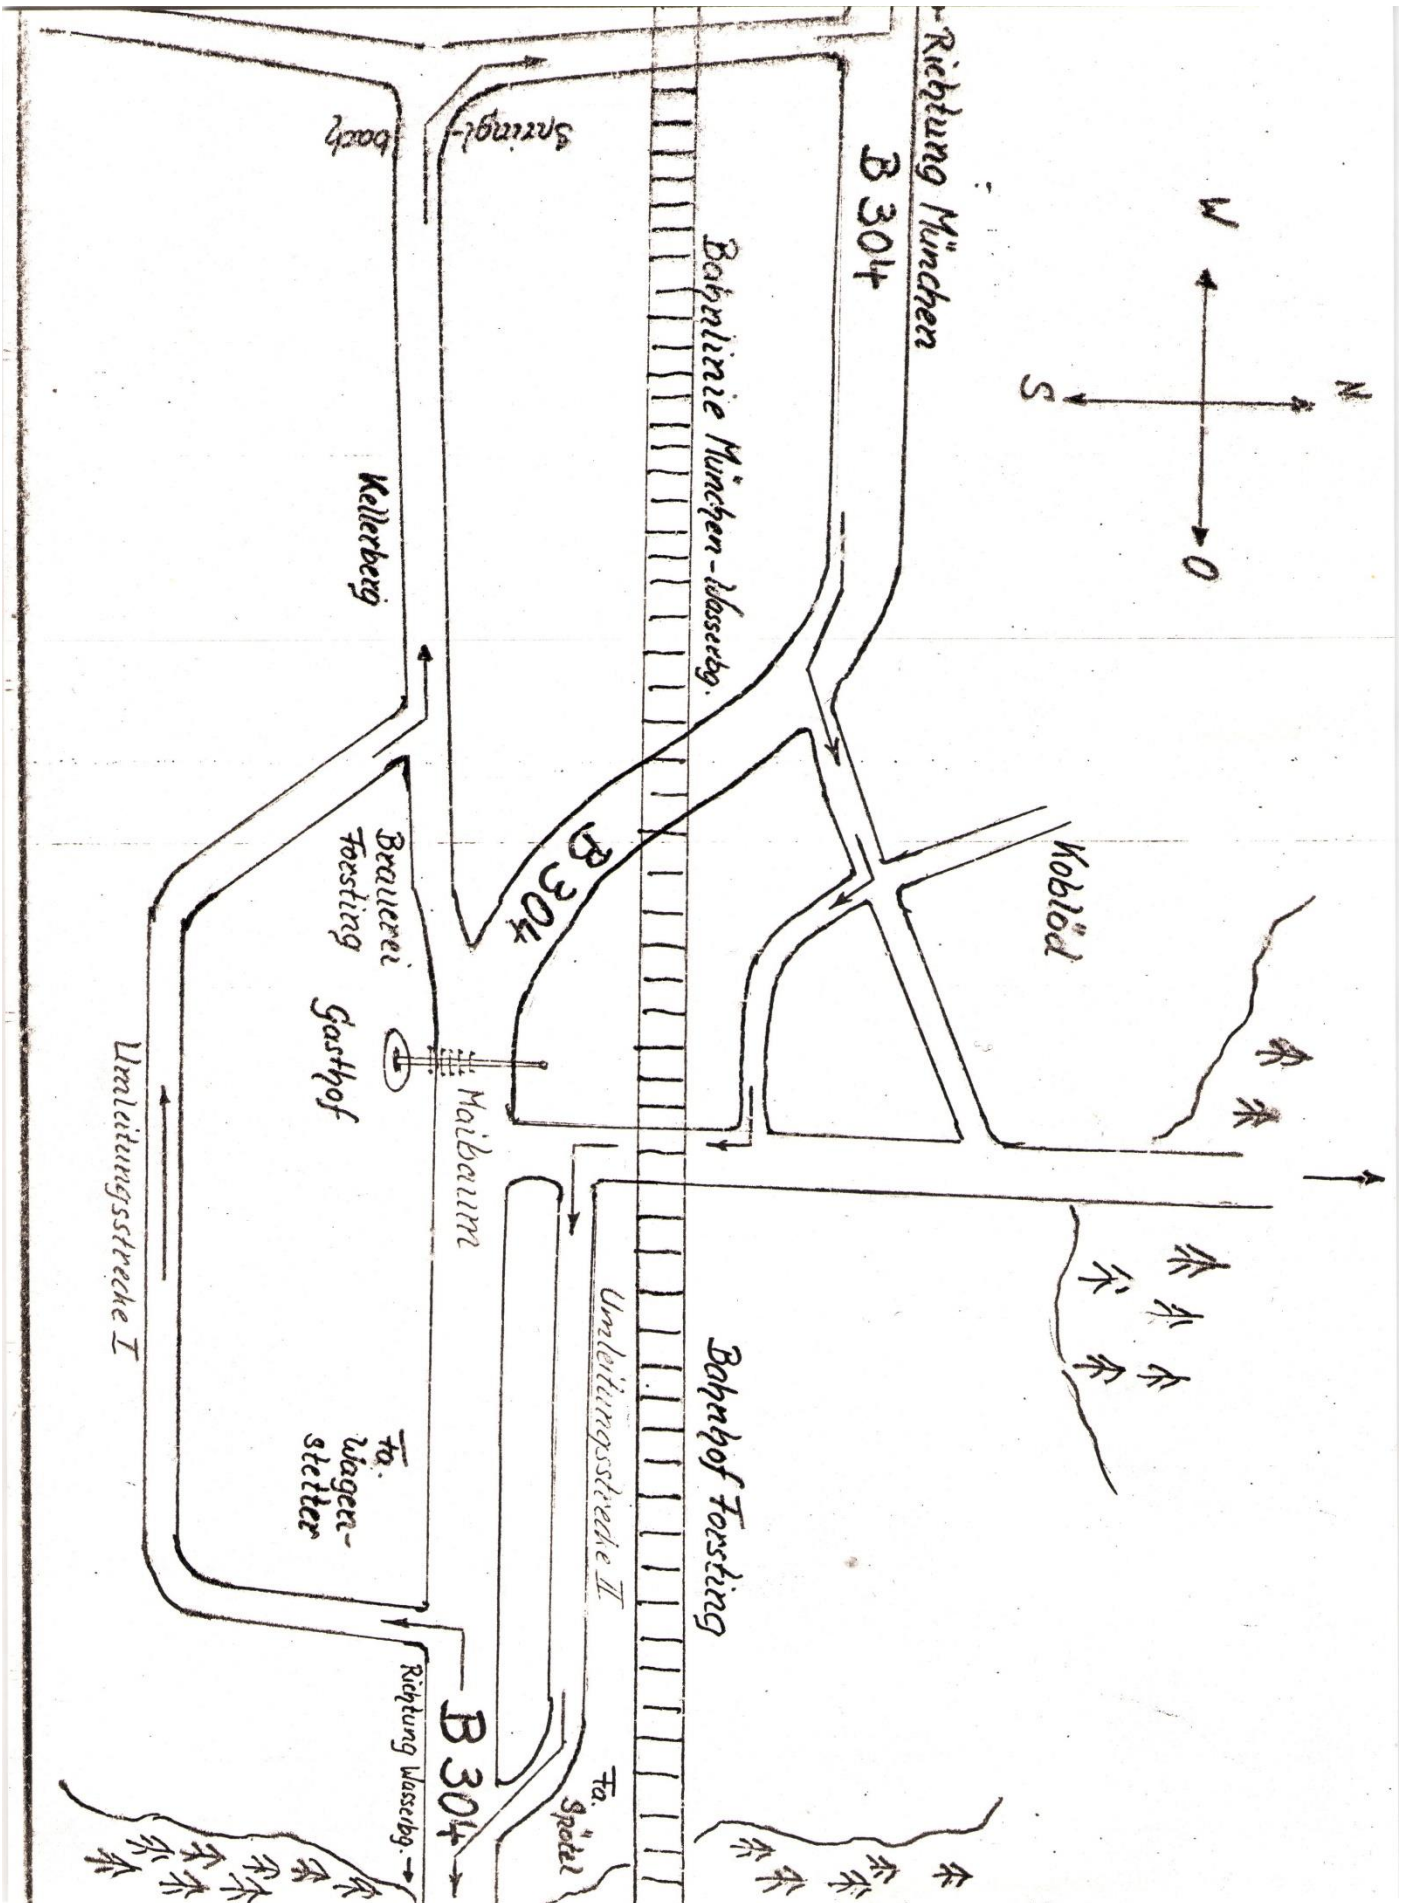 N
W
O
S
Richtung München
B 304
Koblöd
Bahnlinie München-Wasserbg.
Bahnhof Forsting
Springl-
bach
B 304
Umleitungsstrecke II
Fa.
Spötzl
Kellerberg
Maibaum
B 304
Brauerei
Forsting
Gasthof
Fa.
Wagen-
stetter
Richtung Wasserbg.
Umleitungsstrecke I